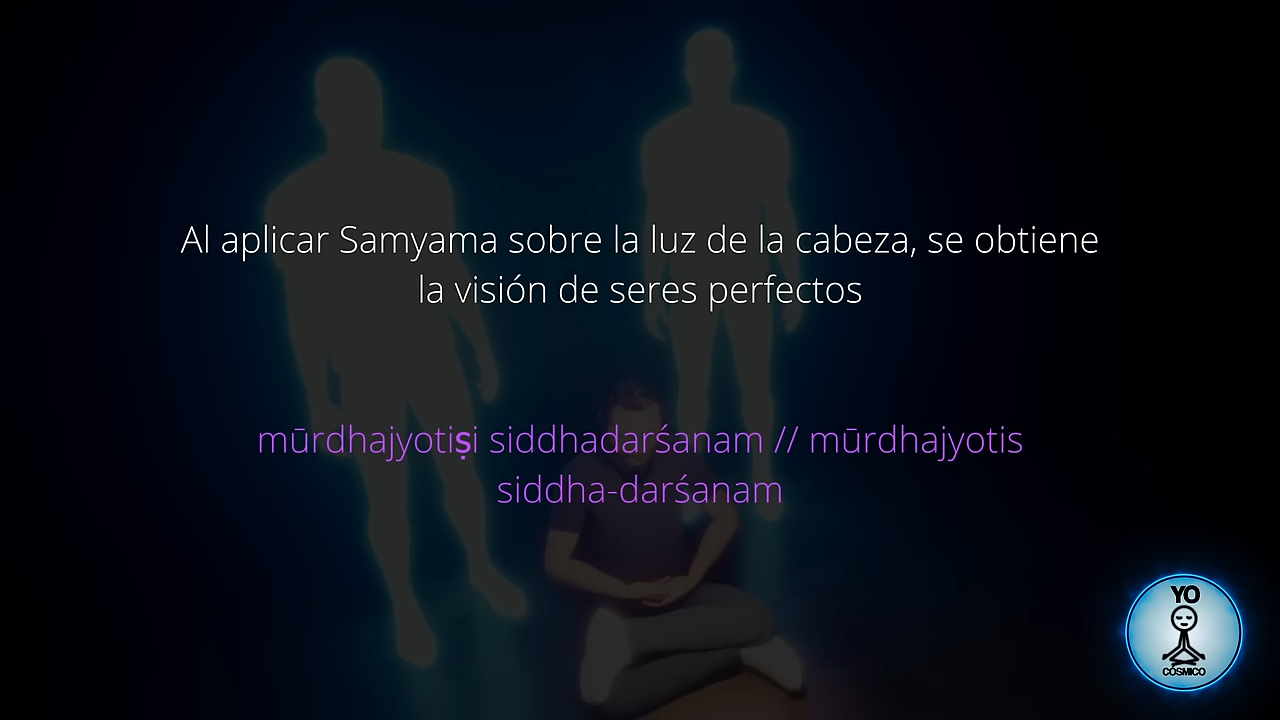 Al aplicar Samyama sobre la luz de la cabeza, se obtiene
la visión de seres perfectos
mūrdhajyotiṣi siddhadarśanam // mūrdhajyotis
siddha-darśanam
YO
CÓSMICO